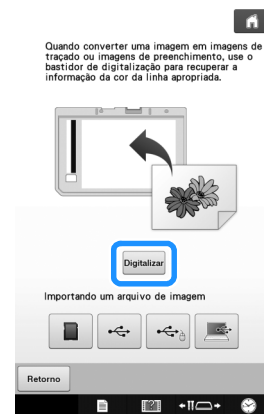 Quando converter uma imagem em imagens de
traçado ou imagens de preenchimento, use o
bastidor de digitalização para recuperar a
informação da cor da linha apropriada.
Digitalizar
Importando um arquivo de imagem
Retorno